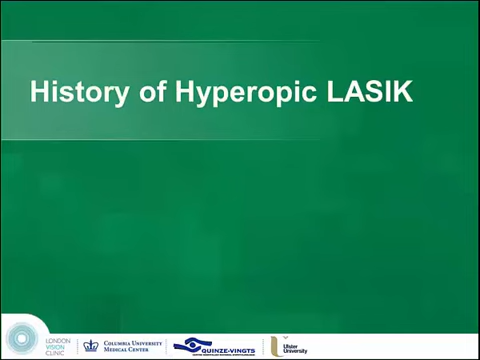 History of Hyperopic LASIK
LONDON
VISION
CLINIC
COLUMBIA UNIVERSITY
MEDICAL CENTER
QUINZE-VINGTS
Ulster
University